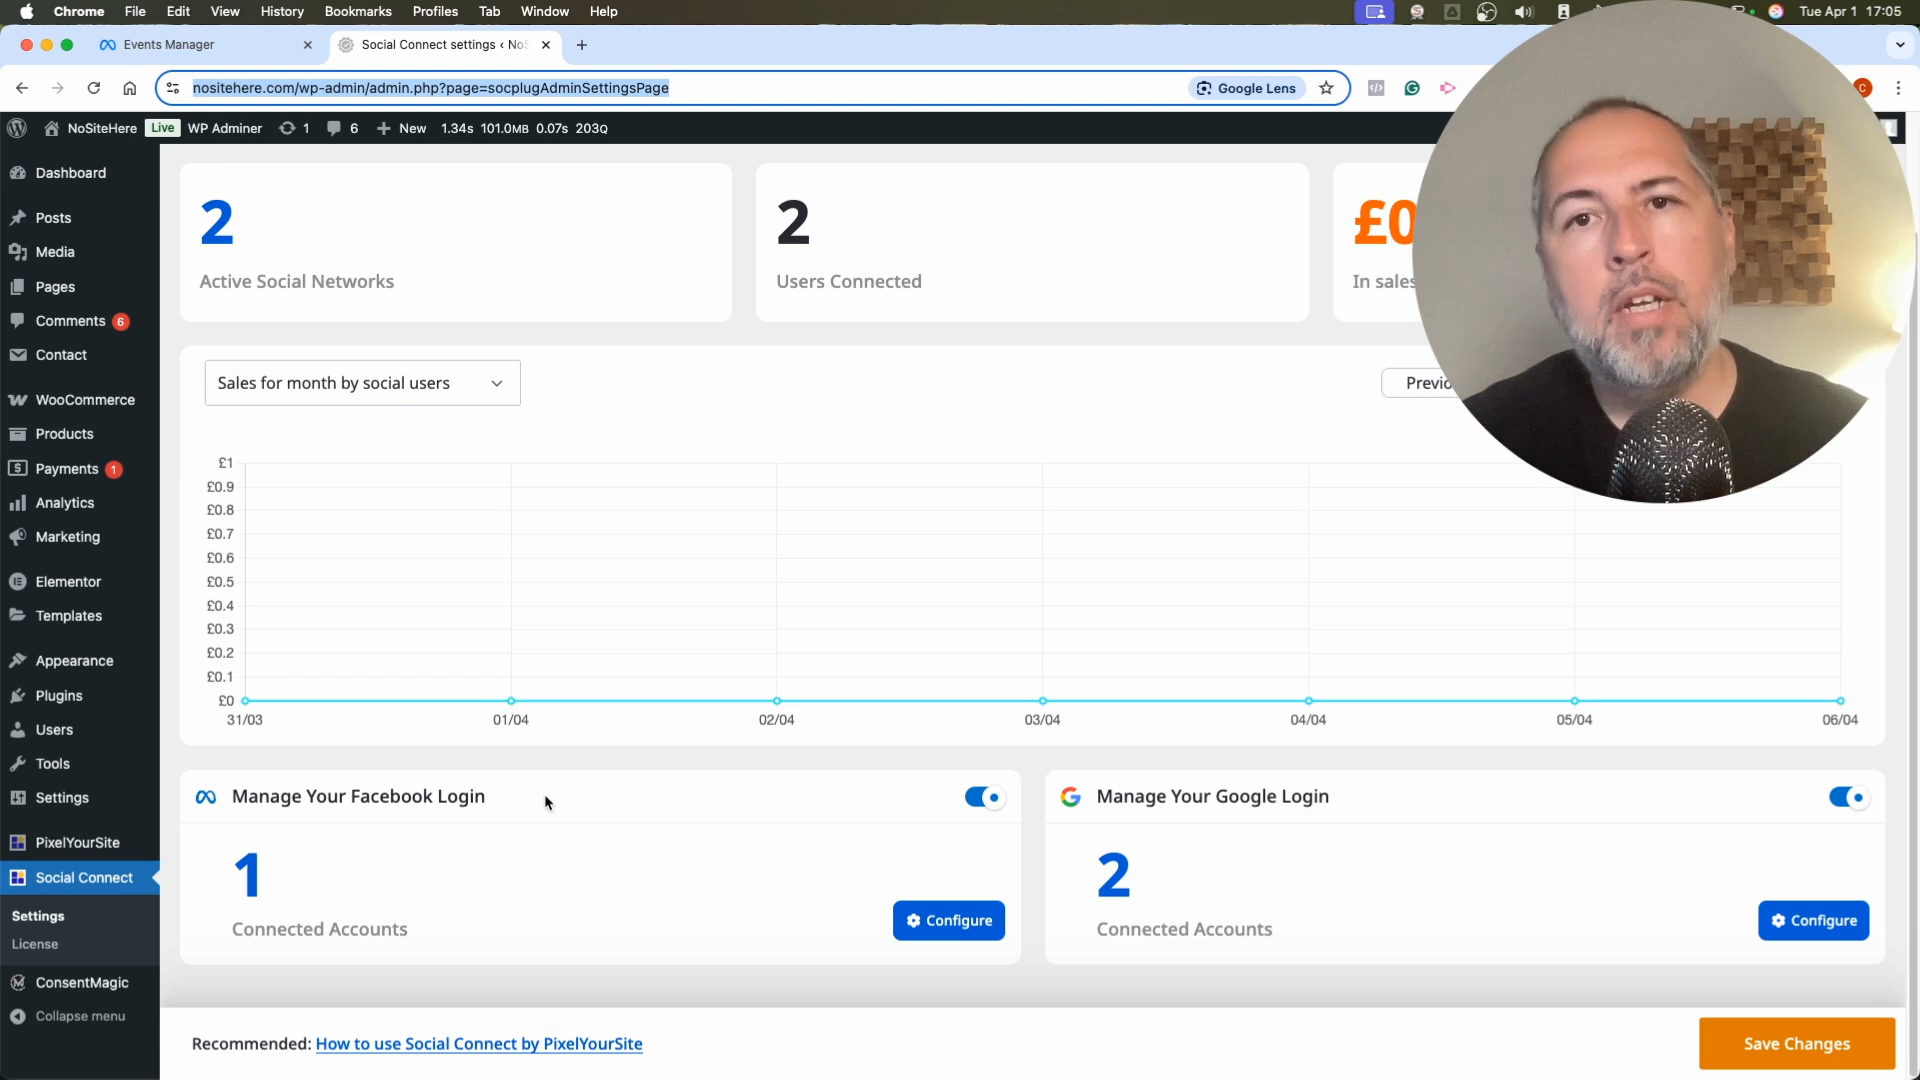 Chrome File Edit View History Bookmarks Profiles Tab Window Help Tue Apr 1 17:05
Events Manager
Social Connect settings ‹ NoS
nositehere.com/wp-admin/admin.php?page=socplugAdminSettingsPage
Google Lens
NoSiteHere Live WP Adminer 1 6 New 1.34s 101.0MB 0.07s 203Q
Dashboard
Posts
Media
Pages
Comments 6
Contact
WooCommerce
Products
Payments 1
Analytics
Marketing
Elementor
Templates
Appearance
Plugins
Users
Tools
Settings
PixelYourSite
Social Connect
Settings
License
ConsentMagic
Collapse menu
2
Active Social Networks
2
Users Connected
£0
In sales
Sales for month by social users
Previo
£1
£0.9
£0.8
£0.7
£0.6
£0.5
£0.4
£0.3
£0.2
£0.1
£0
31/03 01/04 02/04 03/04 04/04 05/04 06/04
Manage Your Facebook Login
1
Connected Accounts
Configure
Manage Your Google Login
2
Connected Accounts
Configure
Recommended: How to use Social Connect by PixelYourSite
Save Changes